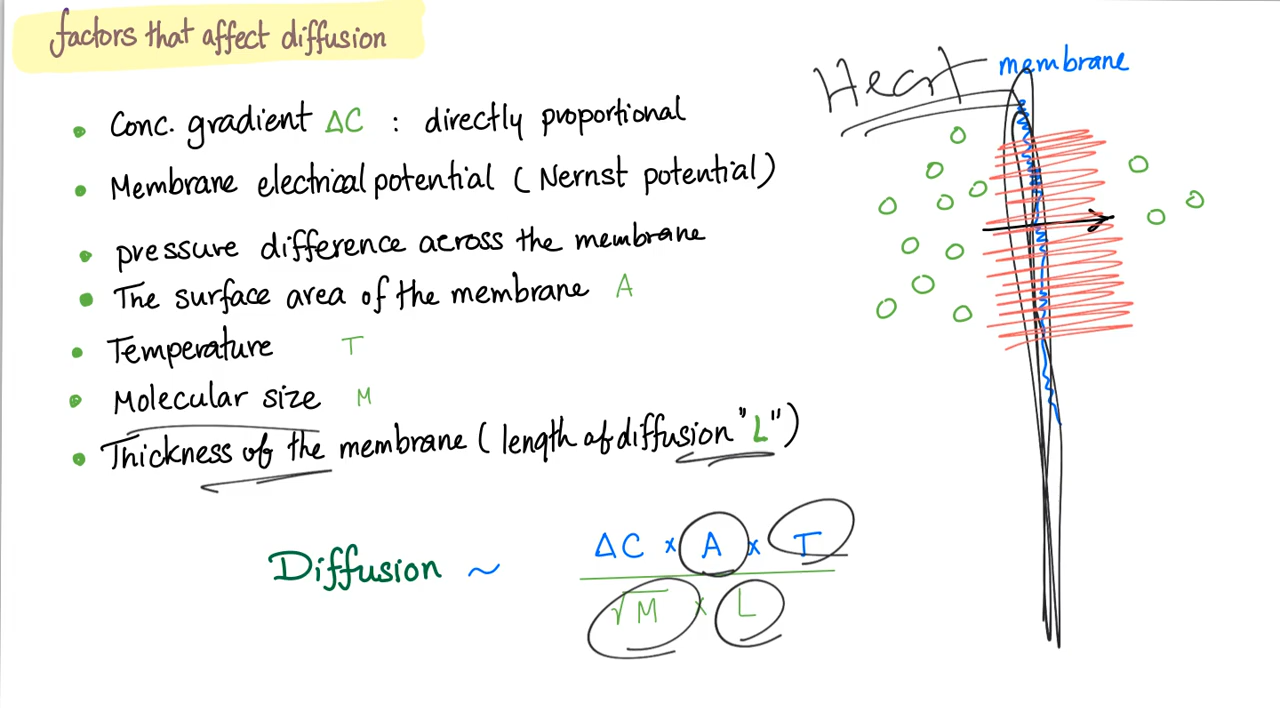 factors that affect diffusion
Heart
membrane
• Conc. gradient ΔC : directly proportional
• Membrane electrical potential (Nernst potential)
• pressure difference across the membrane
• The surface area of the membrane A
• Temperature T
• Molecular size M
• Thickness of the membrane (length of diffusion "L")
Diffusion ~ ΔC x A x T
√M x L